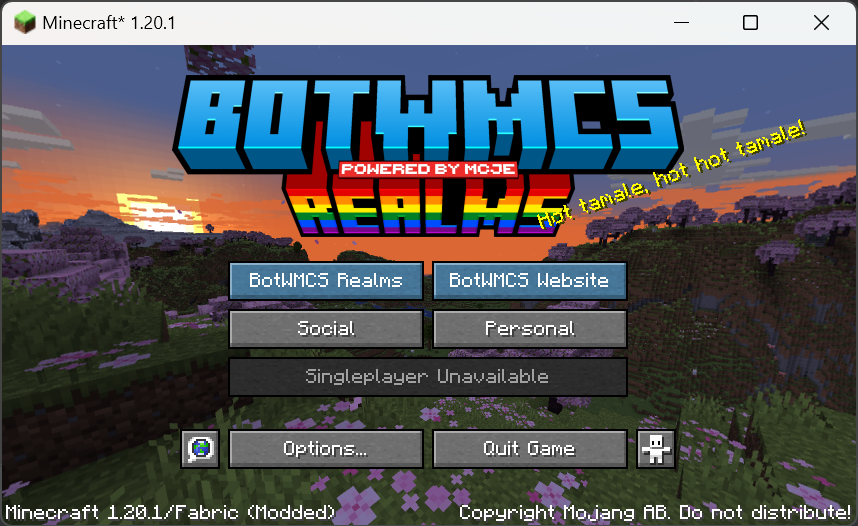 Minecraft* 1.20.1
BOTWMCS
POWERED BY MCJE
REALMS
Hot tamale, hot hot tamale!
BotWMCS Realms
BotWMCS Website
Social
Personal
Singleplayer Unavailable
Options...
Quit Game
Minecraft 1.20.1/Fabric (Modded)
Copyright Mojang AB. Do not distribute!